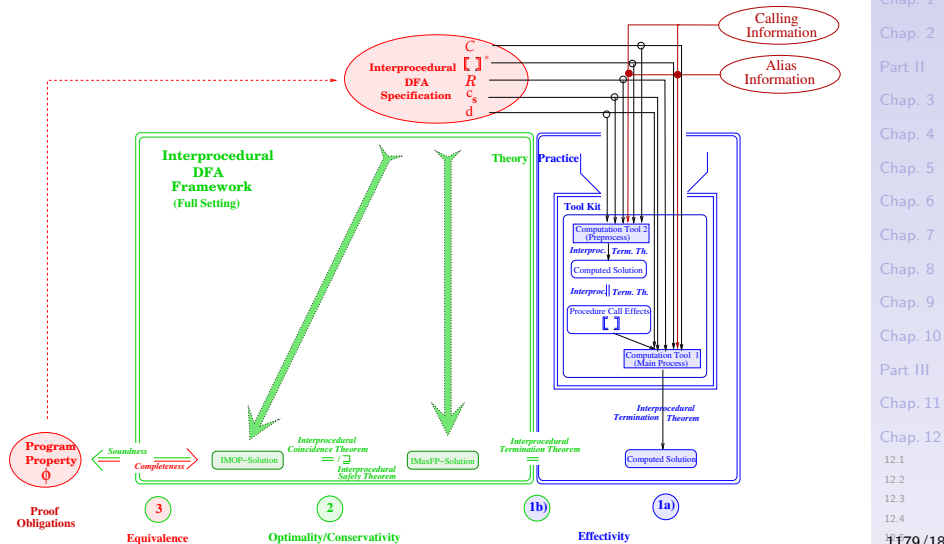 Calling
Information
Alias
Information
Interprocedural
DFA
Specification
C
⟦ ⟧*
R
c_s
d
Interprocedural
DFA
Framework
(Full Setting)
Theory
Practice
Tool Kit
Computation Tool 2
(Preprocess)
Interproc. Term. Th.
Computed Solution
Interproc. Term. Th.
Procedure Call Effects
⟦ ⟧
Computation Tool 1
(Main Process)
Interprocedural
Termination Theorem
Computed Solution
Program
Property
ϕ
Soundness
Completeness
IMOP-Solution
Interprocedural
Coincidence Theorem
= / ⊒
Interprocedural
Safety Theorem
IMaxFP-Solution
Interprocedural
Termination Theorem
=
Proof
Obligations
3
Equivalence
2
Optimality/Conservativity
1b)
1a)
Effectivity
Chap. 1
Chap. 2
Part II
Chap. 3
Chap. 4
Chap. 5
Chap. 6
Chap. 7
Chap. 8
Chap. 9
Chap. 10
Part III
Chap. 11
Chap. 12
12.1
12.2
12.3
12.4
1179/18